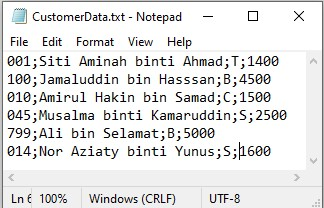 CustomerData.txt - Notepad
File Edit Format View Help
001;Siti Aminah binti Ahmad;T;1400
100;Jamaluddin bin Hasssan;B;4500
010;Amirul Hakin bin Samad;C;1500
045;Musalma binti Kamaruddin;S;2500
799;Ali bin Selamat;B;5000
014;Nor Aziaty binti Yunus;S;1600
Ln 6 100% Windows (CRLF) UTF-8